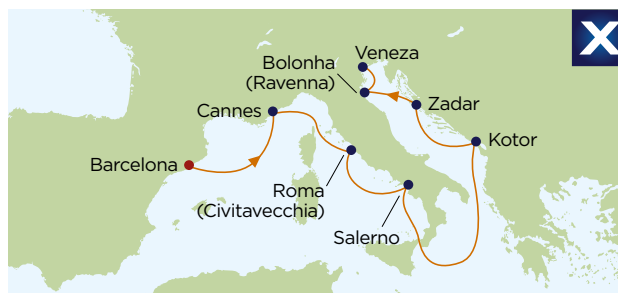 X
Veneza
Bolonha
(Ravenna)
Zadar
Cannes
Kotor
Barcelona
Roma
(Civitavecchia)
Salerno